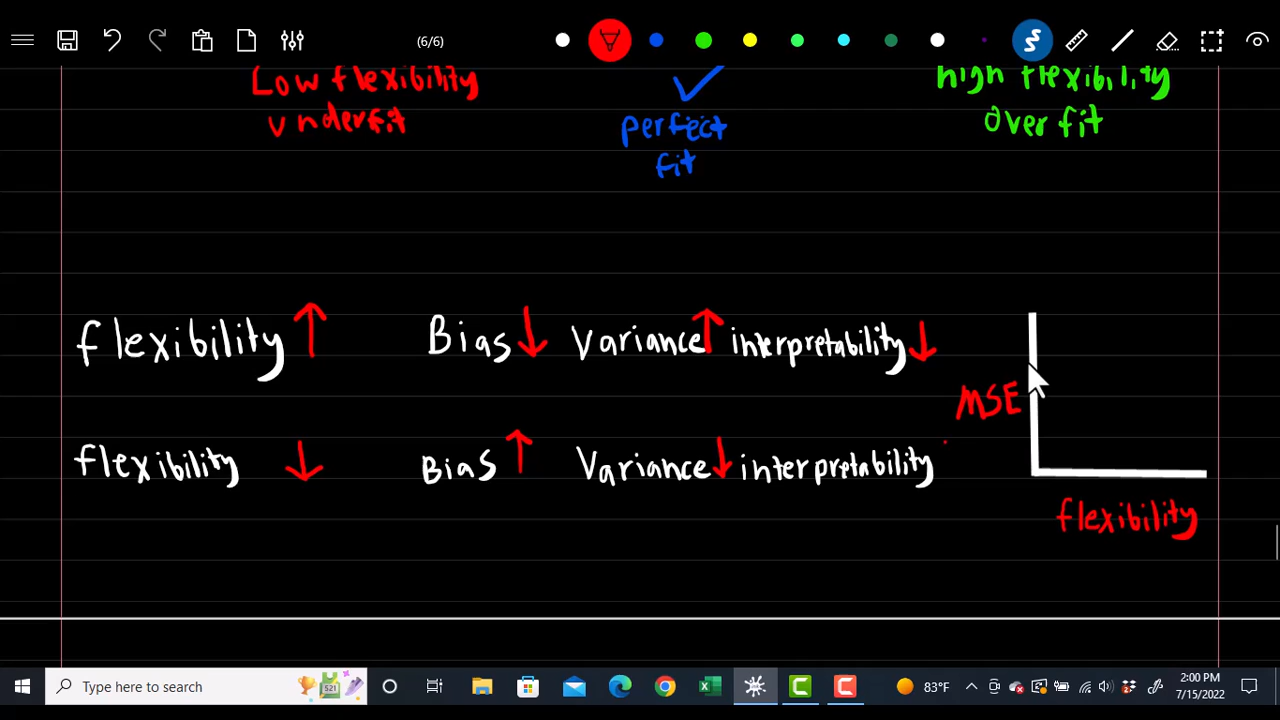 (6/6)
Low flexibility
underfit
perfect
fit
high flexibility
Over fit
flexibility ↑ Bias ↓ Variance ↑ interpretability ↓
MSE
flexibility ↓ Bias ↑ Variance ↓ interpretability
flexibility
Type here to search
521
83°F
2:00 PM
7/15/2022